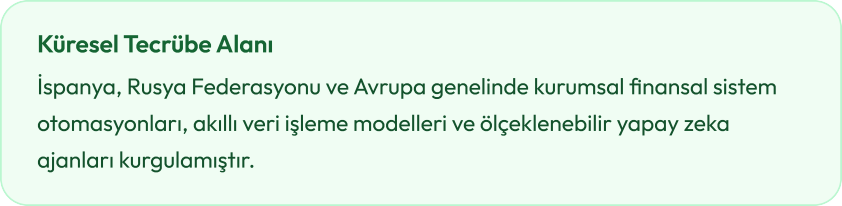 Küresel Tecrübe Alanı
İspanya, Rusya Federasyonu ve Avrupa genelinde kurumsal finansal sistem
otomasyonları, akıllı veri işleme modelleri ve ölçeklenebilir yapay zeka
ajanları kurgulamıştır.